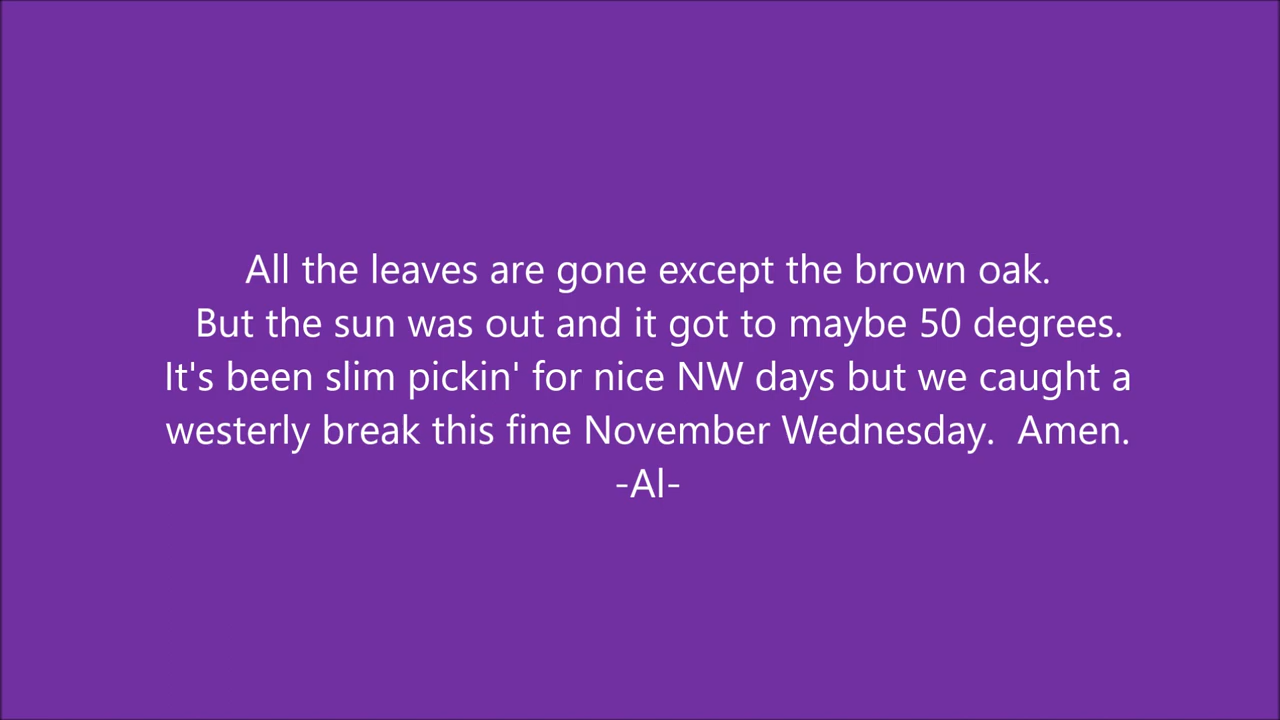 All the leaves are gone except the brown oak.
But the sun was out and it got to maybe 50 degrees.
It's been slim pickin' for nice NW days but we caught a
westerly break this fine November Wednesday.  Amen.
-Al-